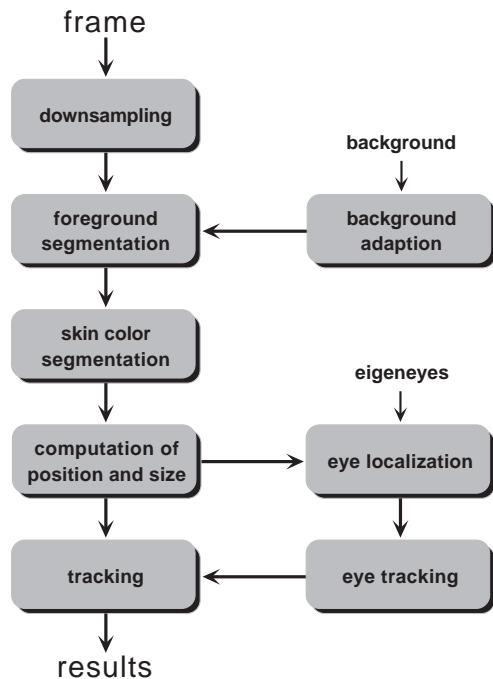 frame
downsampling
background
foreground
segmentation
background
adaption
skin color
segmentation
eigeneyes
computation of
position and size
eye localization
tracking
eye tracking
results